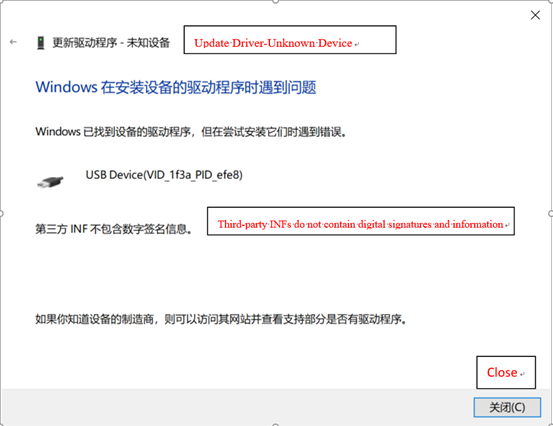 更新驱动程序 - 未知设备
Update Driver-Unknown Device
Windows 在安装设备的驱动程序时遇到问题
Windows 已找到设备的驱动程序，但在尝试安装它们时遇到错误。
USB Device(VID_1f3a_PID_efe8)
第三方 INF 不包含数字签名信息。
Third-party INFs do not contain digital signatures and information
如果你知道设备的制造商，则可以访问其网站并查看支持部分是否有驱动程序。
Close
关闭(C)